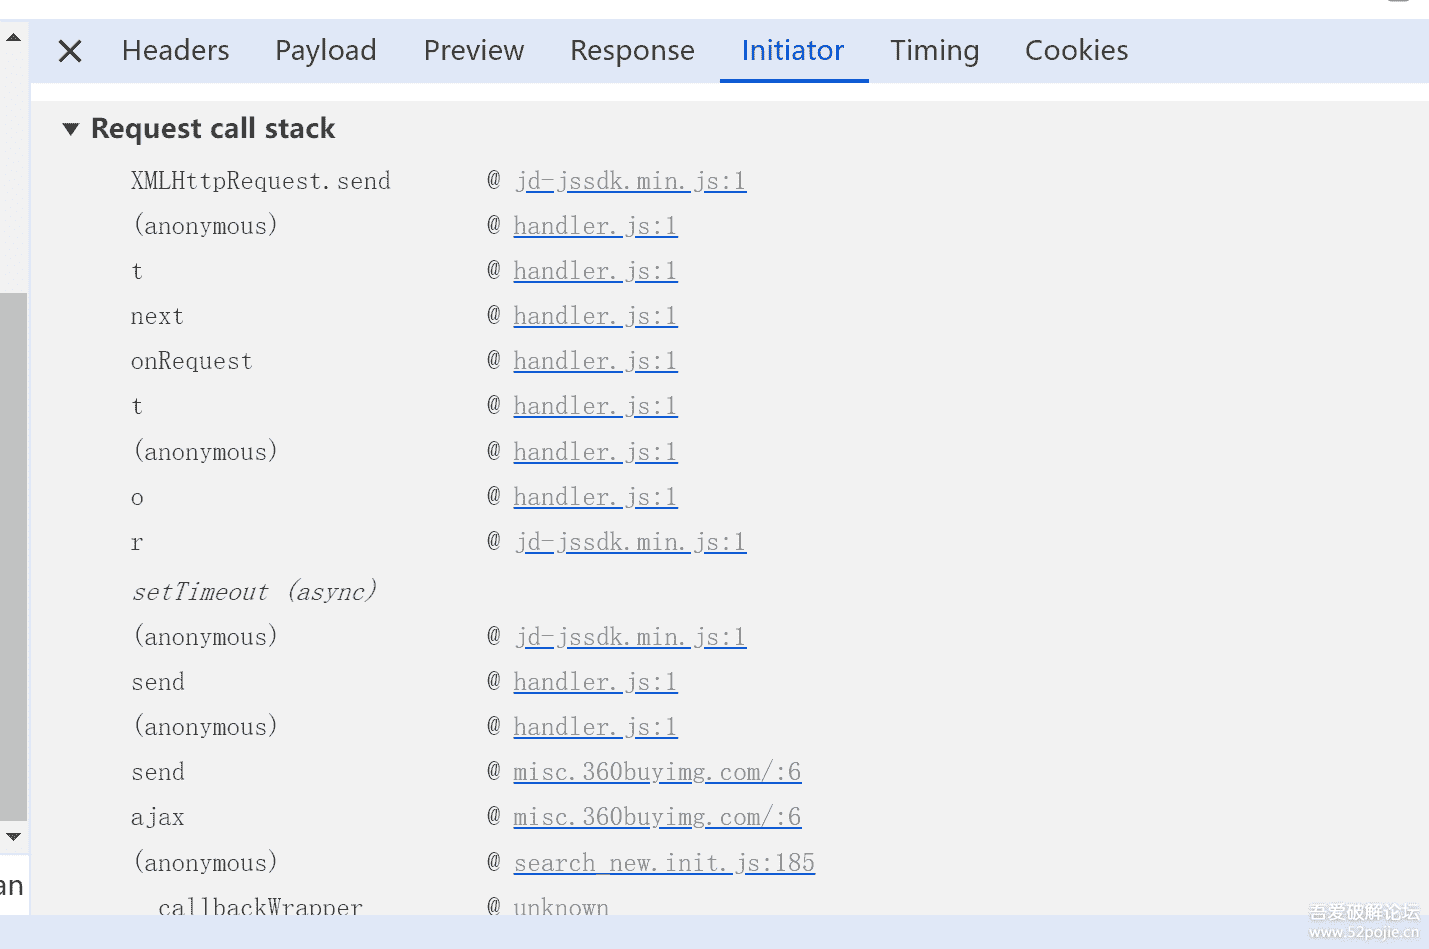 Headers Payload Preview Response Initiator Timing Cookies
Request call stack
XMLHttpRequest.send @ jd-jssdk.min.js:1
(anonymous) @ handler.js:1
t @ handler.js:1
next @ handler.js:1
onRequest @ handler.js:1
t @ handler.js:1
(anonymous) @ handler.js:1
o @ handler.js:1
r @ jd-jssdk.min.js:1
setTimeout (async)
(anonymous) @ jd-jssdk.min.js:1
send @ handler.js:1
(anonymous) @ handler.js:1
send @ misc.360buyimg.com/:6
ajax @ misc.360buyimg.com/:6
(anonymous) @ search_new.init.js:185
an
callbackWrapper @ unknown
吾爱破解论坛
www.52pojie.cn